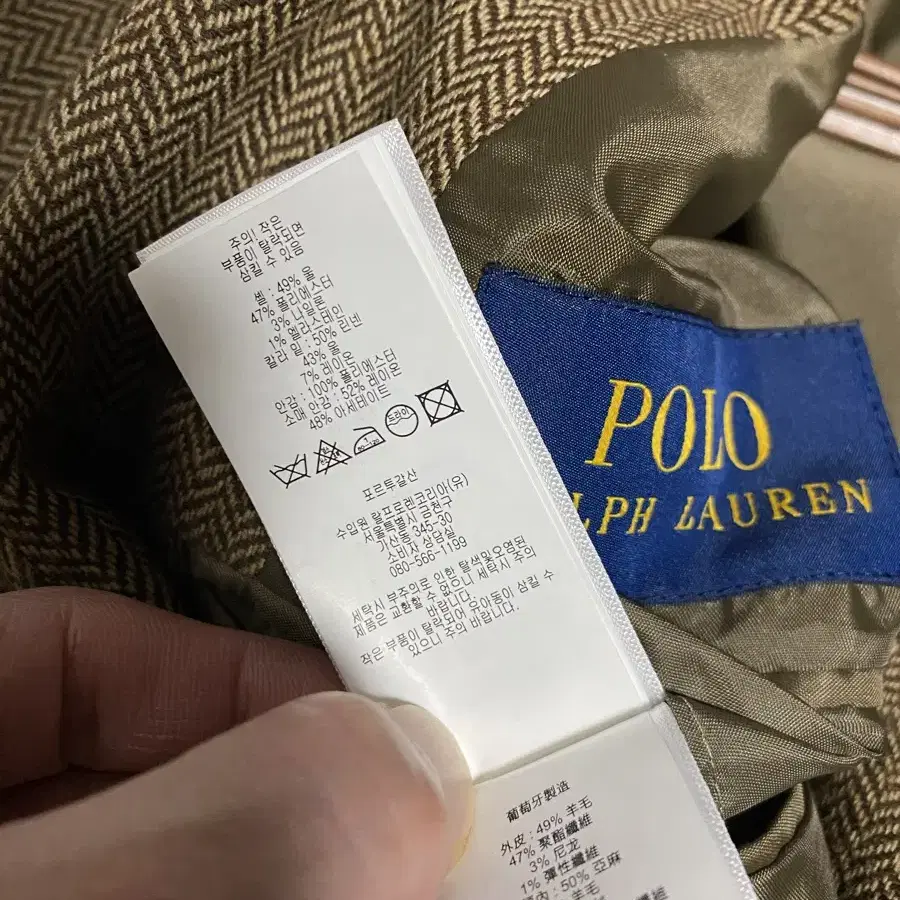 주의! 작은
부품이 탈락되면
삼킬 수 있음
쉘 : 49% 울
47% 폴리에스터
3% 나일론
1% 엘라스테인
칼라 밑 : 50% 린넨
43% 울
7% 레이온
안감 : 100% 폴리에스터
소매 안감 : 52% 레이온
48% 아세테이트
드라이
포르투갈산
수입원 랄프로렌코리아(유)
서울특별시 금천구
가산동 345-30
소비자 상담실
080-566-1199
세탁시 부주의로 인한 탈색및오염된
제품은 교환할 수 없으니 세탁시 주의
바랍니다.
작은 부품이 탈락되어 유아동이 삼킬 수
있으니 주의 바랍니다.
POLO
LPH LAUREN
葡萄牙製造
外皮 : 49% 羊毛
47% 聚酯纖維
3% 尼龙
1% 彈性纖維
內 : 50% 亞麻
羊毛